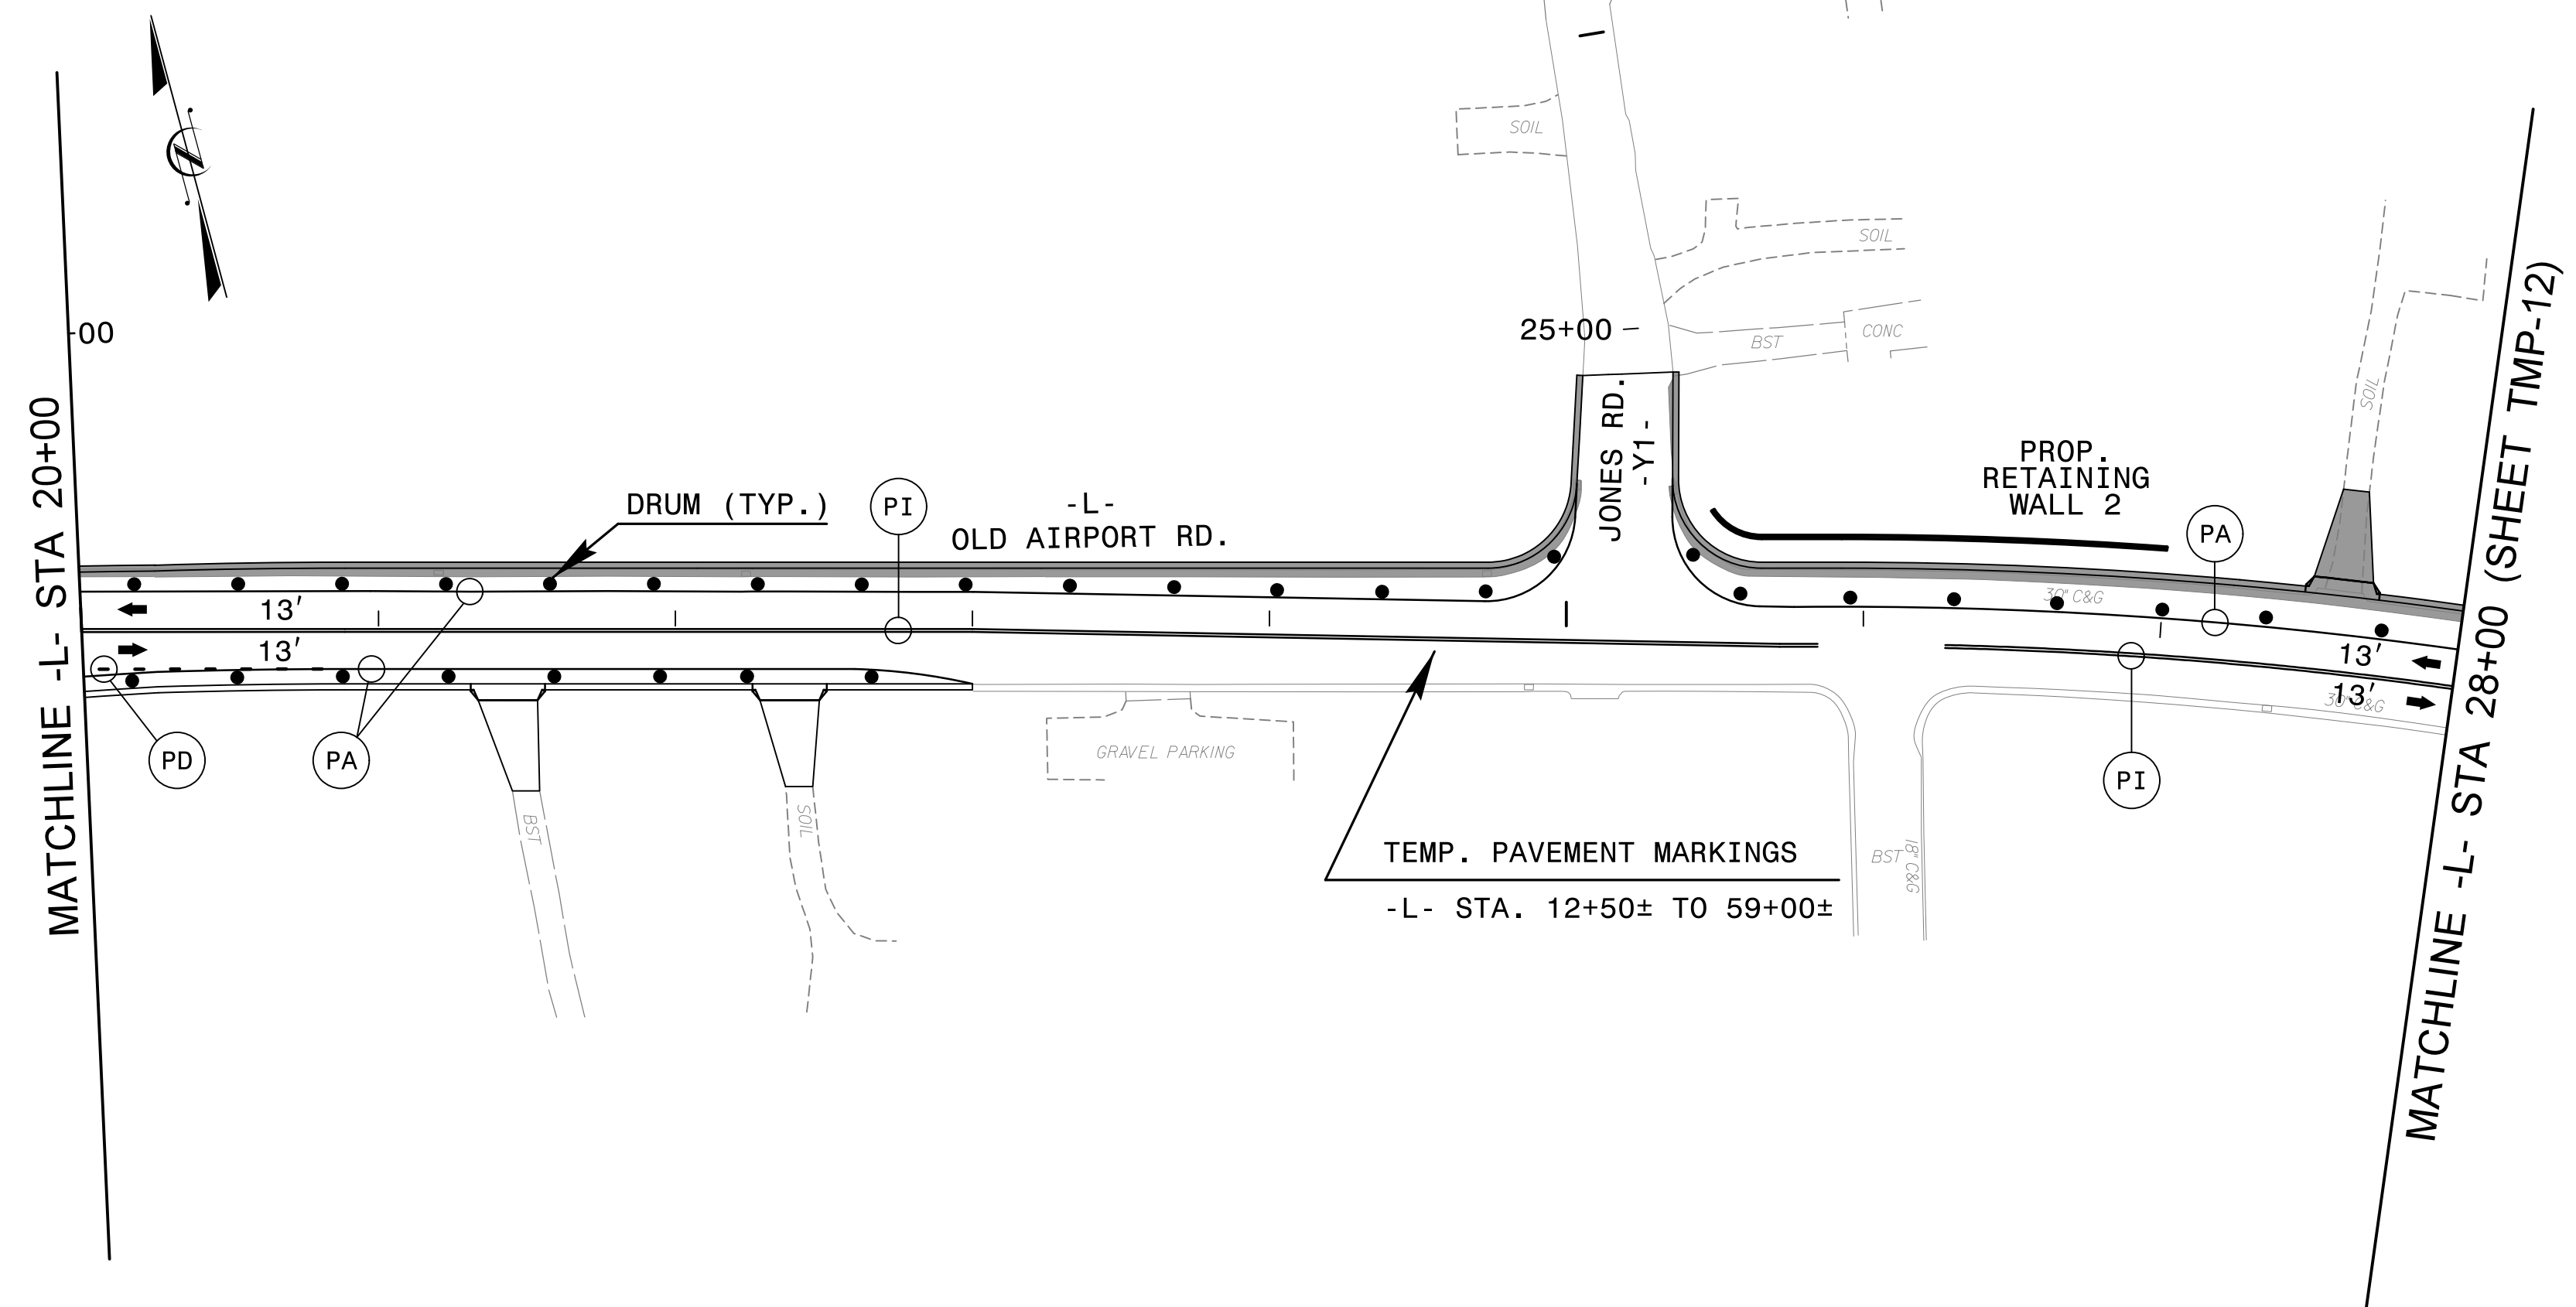 N
SOIL
SOIL
00
25+00
BST
CONC
MATCHLINE -L- STA 20+00
MATCHLINE -L- STA 28+00 (SHEET TMP-12)
JONES RD.
-Y1-
SOIL
PROP.
RETAINING
WALL 2
DRUM (TYP.)
PI
-L-
OLD AIRPORT RD.
PA
30" C&G
13'
13'
13'
13'
30" C&G
PD
PA
GRAVEL PARKING
PI
BST
SOIL
TEMP. PAVEMENT MARKINGS
-L- STA. 12+50± TO 59+00±
BST
18" C&G